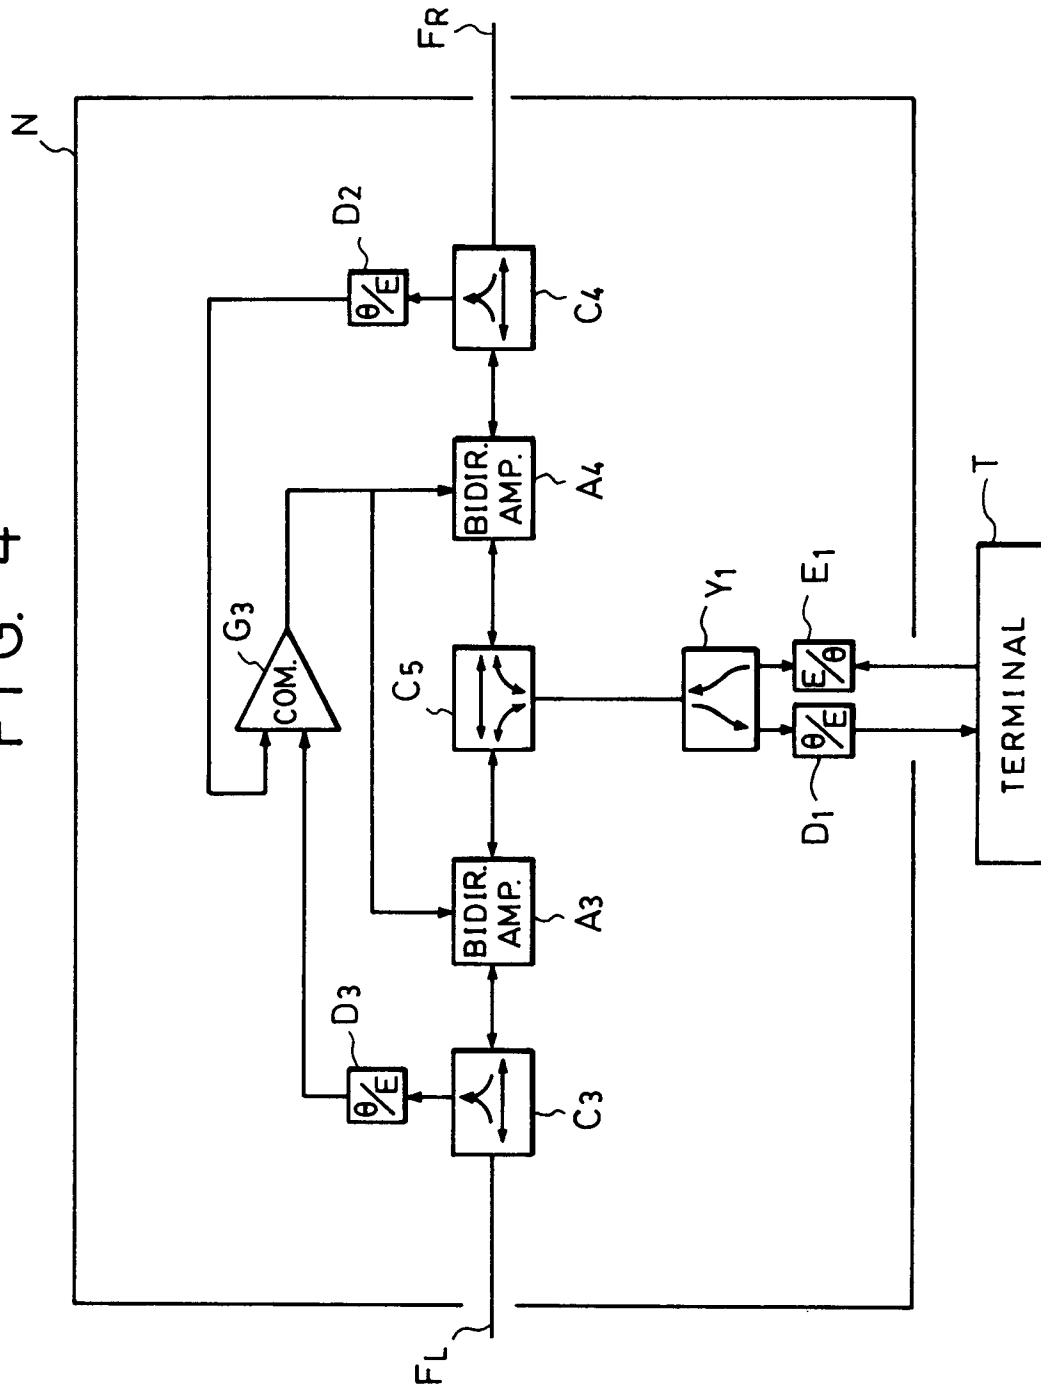 FIG. 4
N
D3
D2
θ/E
θ/E
G3
COM.
FL
FR
C3
BIDIR.
AMP.
A3
C5
BIDIR.
AMP.
A4
C4
Y1
D1
θ/E
E/θ
E1
TERMINAL
T